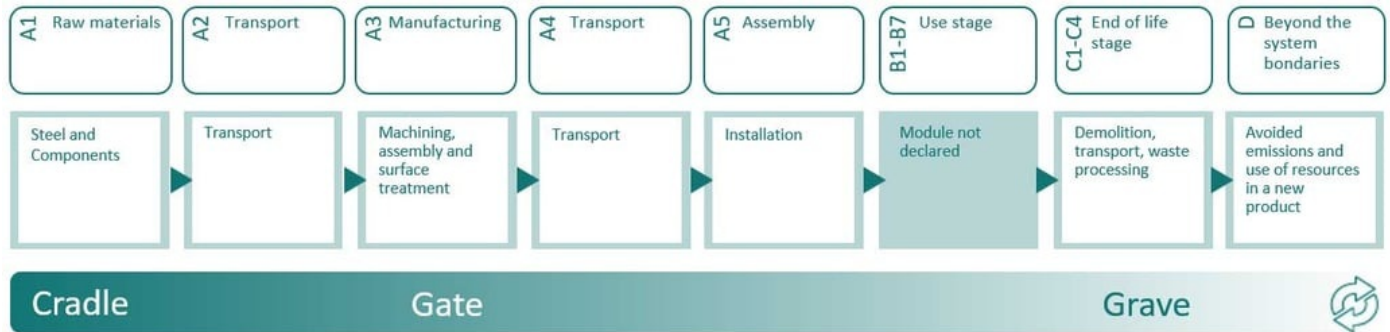 A1 Raw materials
A2 Transport
A3 Manufacturing
A4 Transport
A5 Assembly
B1-B7 Use stage
C1-C4 End of life
stage
D Beyond the
system
bondaries
Steel and
Components
Transport
Machining,
assembly and
surface
treatment
Transport
Installation
Module not
declared
Demolition,
transport, waste
processing
Avoided
emissions and
use of resources
in a new
product
Cradle
Gate
Grave